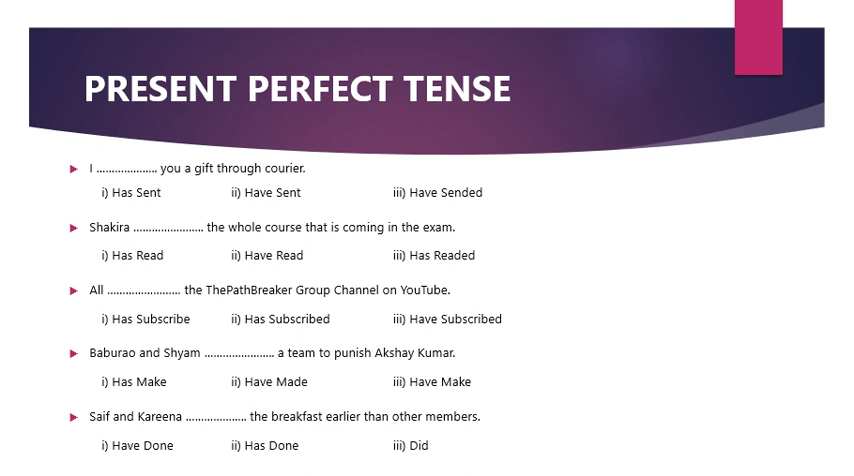 PRESENT PERFECT TENSE
I ................... you a gift through courier.
i) Has Sent ii) Have Sent iii) Have Sended
Shakira ...................... the whole course that is coming in the exam.
i) Has Read ii) Have Read iii) Has Readed
All ....................... the ThePathBreaker Group Channel on YouTube.
i) Has Subscribe ii) Has Subscribed iii) Have Subscribed
Baburao and Shyam ...................... a team to punish Akshay Kumar.
i) Has Make ii) Have Made iii) Have Make
Saif and Kareena ................... the breakfast earlier than other members.
i) Have Done ii) Has Done iii) Did